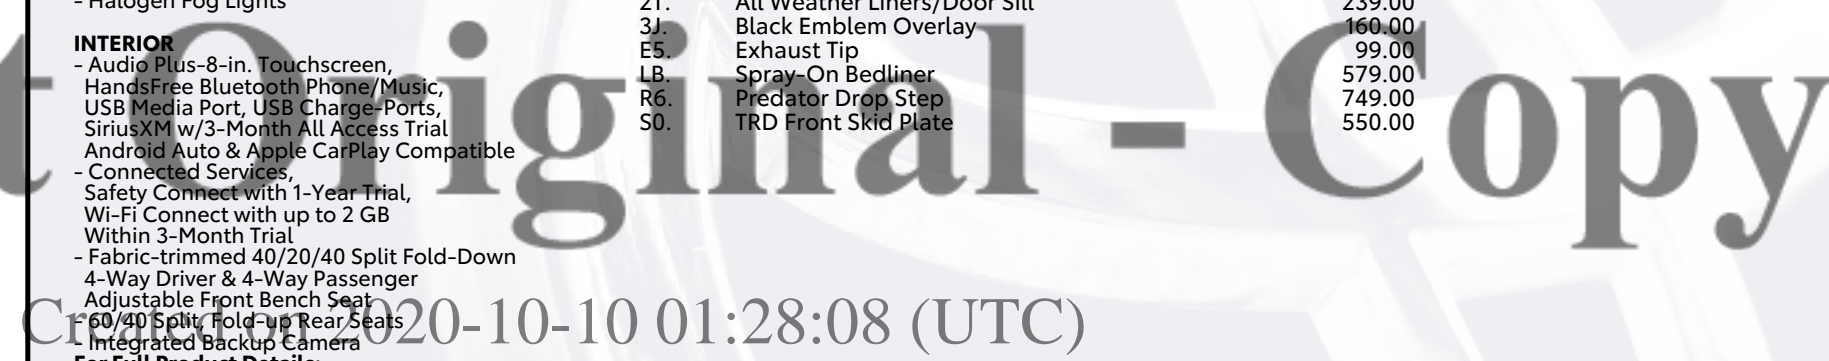 - Halogen Fog Lights
INTERIOR
- Audio Plus-8-in. Touchscreen,
HandsFree Bluetooth Phone/Music,
USB Media Port, USB Charge-Ports,
SiriusXM w/3-Month All Access Trial
Android Auto & Apple CarPlay Compatible
- Connected Services,
Safety Connect with 1-Year Trial,
Wi-Fi Connect with up to 2 GB
Within 3-Month Trial
- Fabric-trimmed 40/20/40 Split Fold-Down
4-Way Driver & 4-Way Passenger
Adjustable Front Bench Seat
- 60/40 Split, Fold-up Rear Seats
- Integrated Backup Camera
For Full Product Details:
2T. All Weather Liners/Door Sill 239.00
3J. Black Emblem Overlay 160.00
E5. Exhaust Tip 99.00
LB. Spray-On Bedliner 579.00
R6. Predator Drop Step 749.00
S0. TRD Front Skid Plate 550.00
t Original - Copy
Created on 2020-10-10 01:28:08 (UTC)